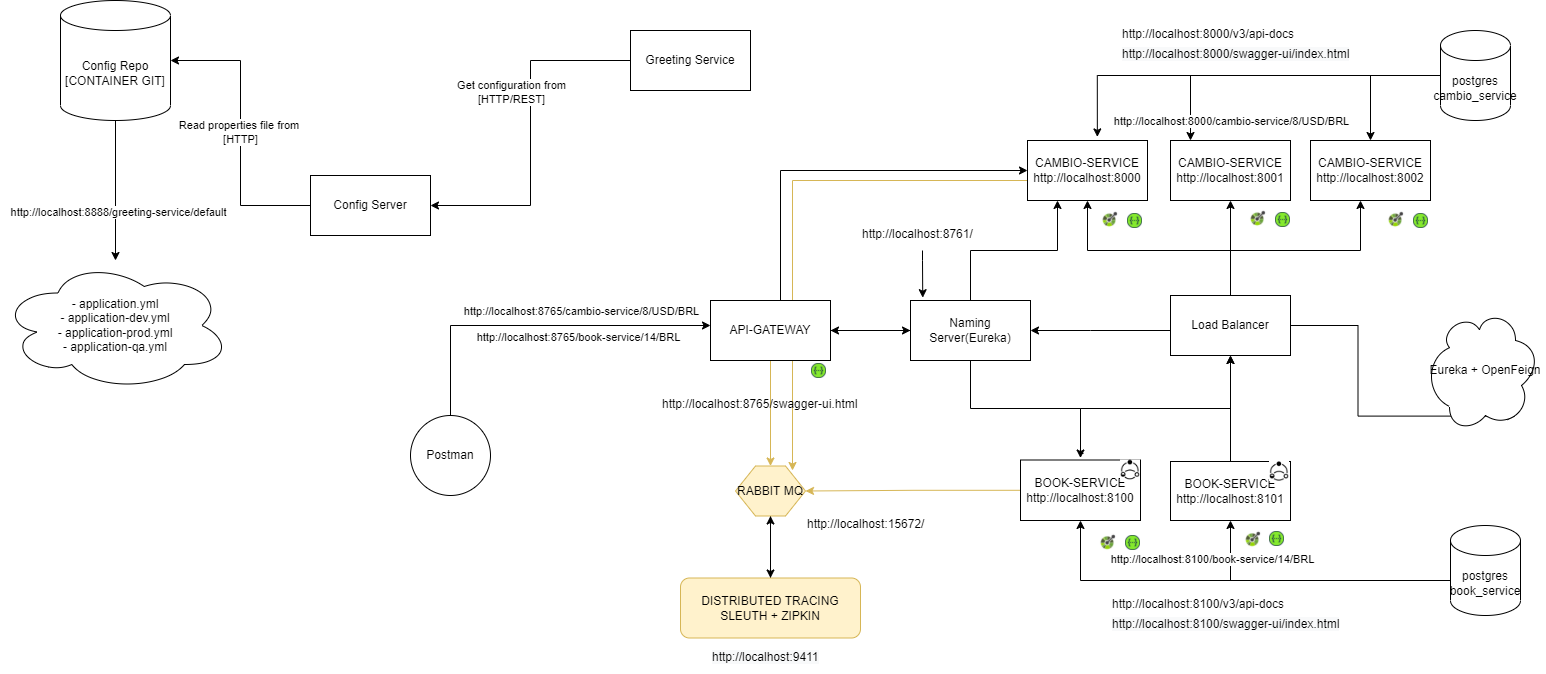 Config Repo
[CONTAINER GIT]
Read properties file from
[HTTP]
http://localhost:8888/greeting-service/default
- application.yml
- application-dev.yml
- application-prod.yml
- application-qa.yml
Config Server
Get configuration from
[HTTP/REST]
Greeting Service
http://localhost:8000/v3/api-docs
http://localhost:8000/swagger-ui/index.html
postgres
cambio_service
http://localhost:8000/cambio-service/8/USD/BRL
CAMBIO-SERVICE
http://localhost:8000
CAMBIO-SERVICE
http://localhost:8001
CAMBIO-SERVICE
http://localhost:8002
http://localhost:8761/
http://localhost:8765/cambio-service/8/USD/BRL
http://localhost:8765/book-service/14/BRL
API-GATEWAY
Naming
Server(Eureka)
Load Balancer
Eureka + OpenFeign
http://localhost:8765/swagger-ui.html
Postman
RABBIT MQ
http://localhost:15672/
BOOK-SERVICE
http://localhost:8100
BOOK-SERVICE
http://localhost:8101
http://localhost:8100/book-service/14/BRL
postgres
book_service
http://localhost:8100/v3/api-docs
http://localhost:8100/swagger-ui/index.html
DISTRIBUTED TRACING
SLEUTH + ZIPKIN
http://localhost:9411